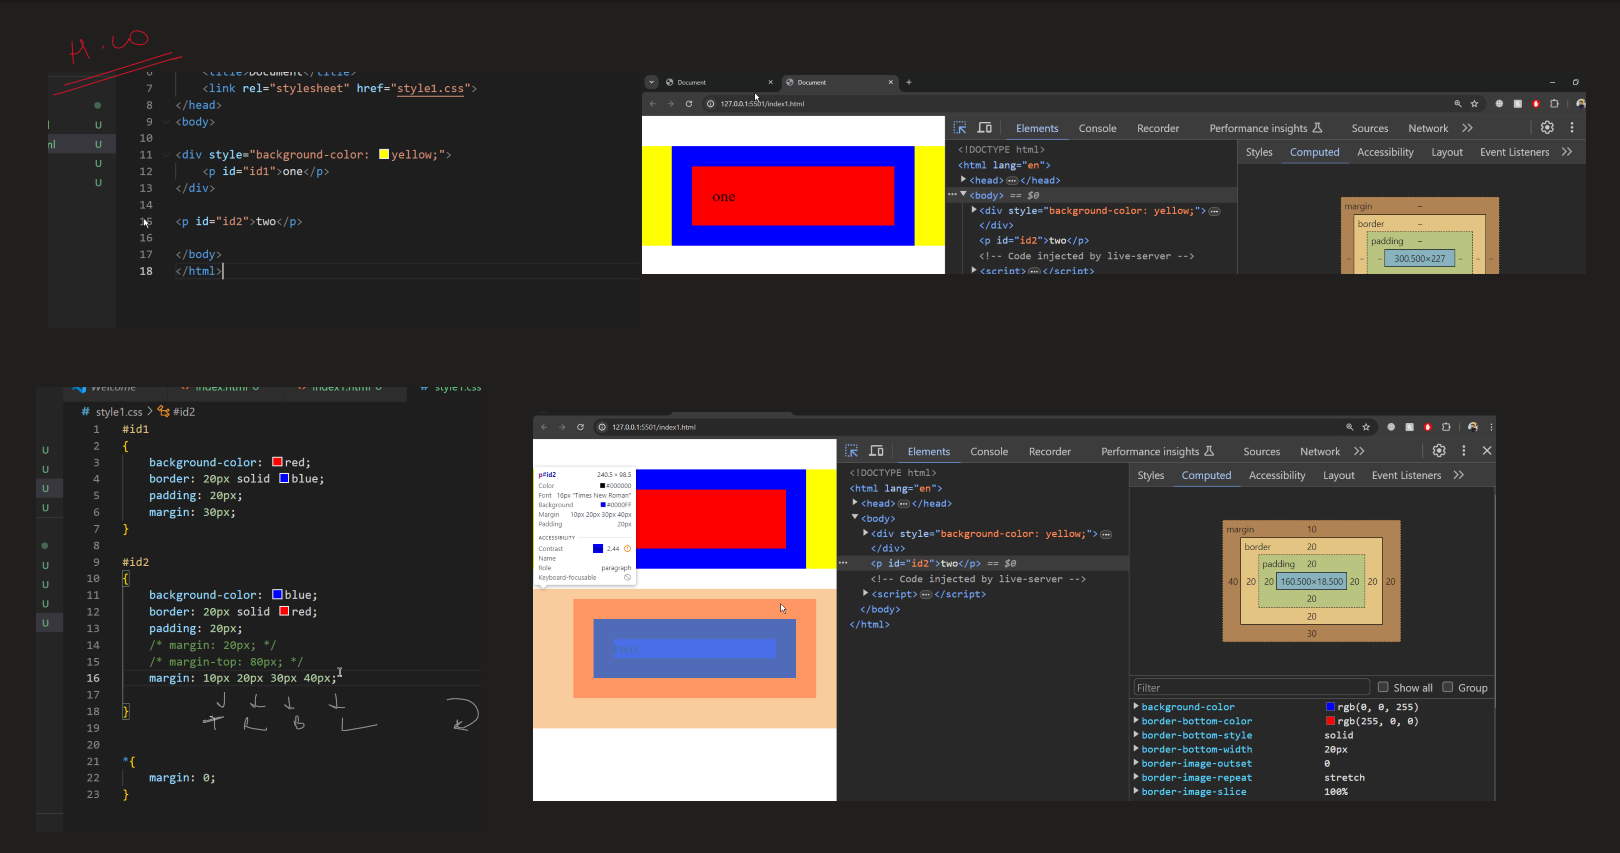 H.W
6 <title>Document</title>
7 <link rel="stylesheet" href="style1.css">
8 </head>
9 <body>
10
11 <div style="background-color: yellow;">
12 <p id="id1">one</p>
13 </div>
14
15 <p id="id2">two</p>
16
17 </body>
18 </html>
U
U
ml U
U
U
Document
Document
127.0.0.1:5501/index1.html
one
Elements Console Recorder Performance insights Sources Network
<!DOCTYPE html>
<html lang="en">
<head> </head>
<body> == $0
<div style="background-color: yellow;">
</div>
<p id="id2">two</p>
<!-- Code injected by live-server -->
<script> </script>
Styles Computed Accessibility Layout Event Listeners
margin –
border –
padding –
– – – 300.500×227 – – –
Welcome index.html U index1.html U # style1.css
# style1.css > #id2
1 #id1
2 {
3 background-color: red;
4 border: 20px solid blue;
5 padding: 20px;
6 margin: 30px;
7 }
8
9 #id2
10 {
11 background-color: blue;
12 border: 20px solid red;
13 padding: 20px;
14 /* margin: 20px; */
15 /* margin-top: 80px; */
16 margin: 10px 20px 30px 40px;
17
18 }
19
20
21 *{
22 margin: 0;
23 }
T R B L
U
U
U
U
U
U
U
U
127.0.0.1:5501/index1.html
p#id2 240.5 × 98.5
Color #000000
Font 16px "Times New Roman"
Background #0000FF
Margin 10px 20px 30px 40px
Padding 20px
ACCESSIBILITY
Contrast 2.44
Name
Role paragraph
Keyboard-focusable
two
Elements Console Recorder Performance insights Sources Network
<!DOCTYPE html>
<html lang="en">
<head> </head>
<body>
<div style="background-color: yellow;">
</div>
<p id="id2">two</p> == $0
<!-- Code injected by live-server -->
<script> </script>
</body>
</html>
Styles Computed Accessibility Layout Event Listeners
margin 10
border 20
padding 20
40 20 20 160.500×18.500 20 20 20
20
20
30
Filter Show all Group
background-color rgb(0, 0, 255)
border-bottom-color rgb(255, 0, 0)
border-bottom-style solid
border-bottom-width 20px
border-image-outset 0
border-image-repeat stretch
border-image-slice 100%